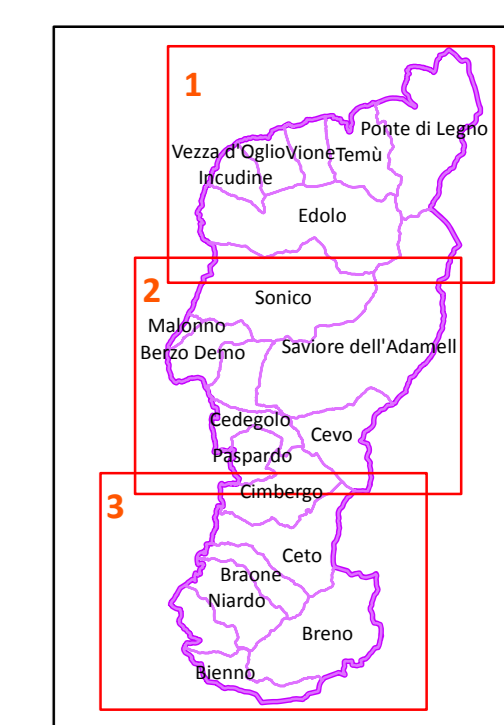 1
Ponte di Legno
Vezza d'Oglio
Vione
Temù
Incudine
Edolo
2
Sonico
Malonno
Saviore dell'Adamell
Berzo Demo
Cedegolo
Cevo
Paspardo
Cimbergo
3
Ceto
Braone
Niardo
Breno
Bienno